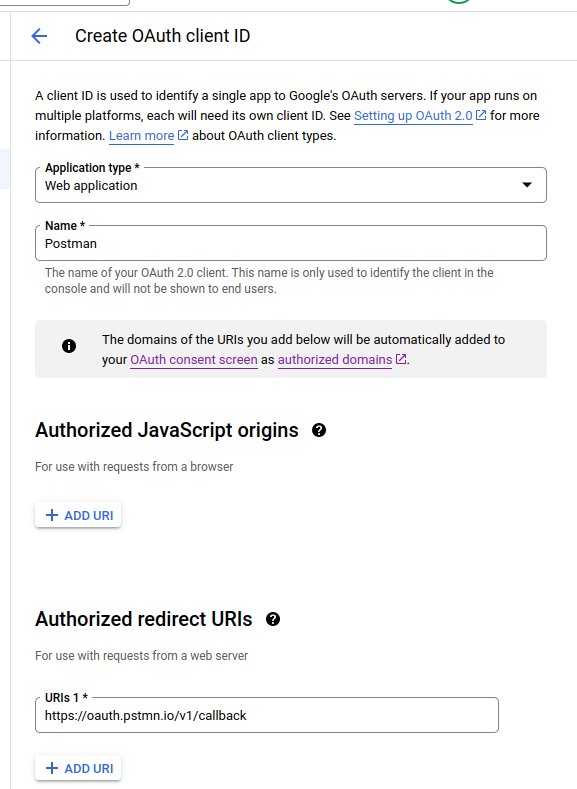 Create OAuth client ID
A client ID is used to identify a single app to Google's OAuth servers. If your app runs on
multiple platforms, each will need its own client ID. See Setting up OAuth 2.0 for more
information. Learn more about OAuth client types.
Application type *
Web application
Name *
Postman
The name of your OAuth 2.0 client. This name is only used to identify the client in the
console and will not be shown to end users.
The domains of the URIs you add below will be automatically added to
your OAuth consent screen as authorized domains.
Authorized JavaScript origins
For use with requests from a browser
+ ADD URI
Authorized redirect URIs
For use with requests from a web server
URIs 1 *
https://oauth.pstmn.io/v1/callback
+ ADD URI